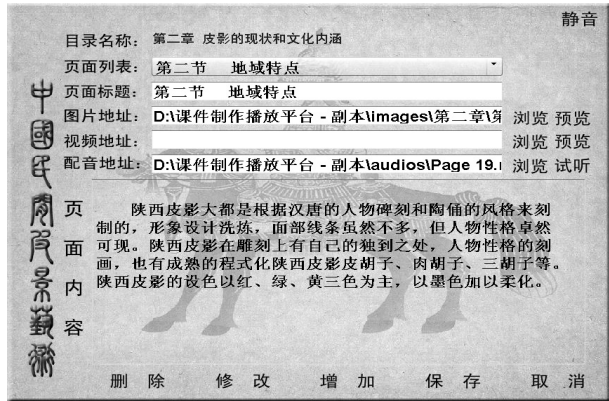 静音
目录名称： 第二章 皮影的现状和文化内涵
页面列表： 第二节 地域特点
页面标题： 第二节 地域特点
图片地址： D:\课件制作播放平台 - 副本\images\第二章\第 浏览 预览
视频地址： 浏览 预览
配音地址： D:\课件制作播放平台 - 副本\audios\Page 19.m 浏览 试听
中國民間皮影藝術
页面内容
陕西皮影大都是根据汉唐的人物碑刻和陶俑的风格来刻
制的，形象设计洗炼，面部线条虽然不多，但人物性格卓然
可现。陕西皮影在雕刻上有自己的独到之处，人物性格的刻
画，也有成熟的程式化陕西皮影皮胡子、肉胡子、三胡子等。
陕西皮影的设色以红、绿、黄三色为主，以墨色加以柔化。
删除 修改 增加 保存 取消